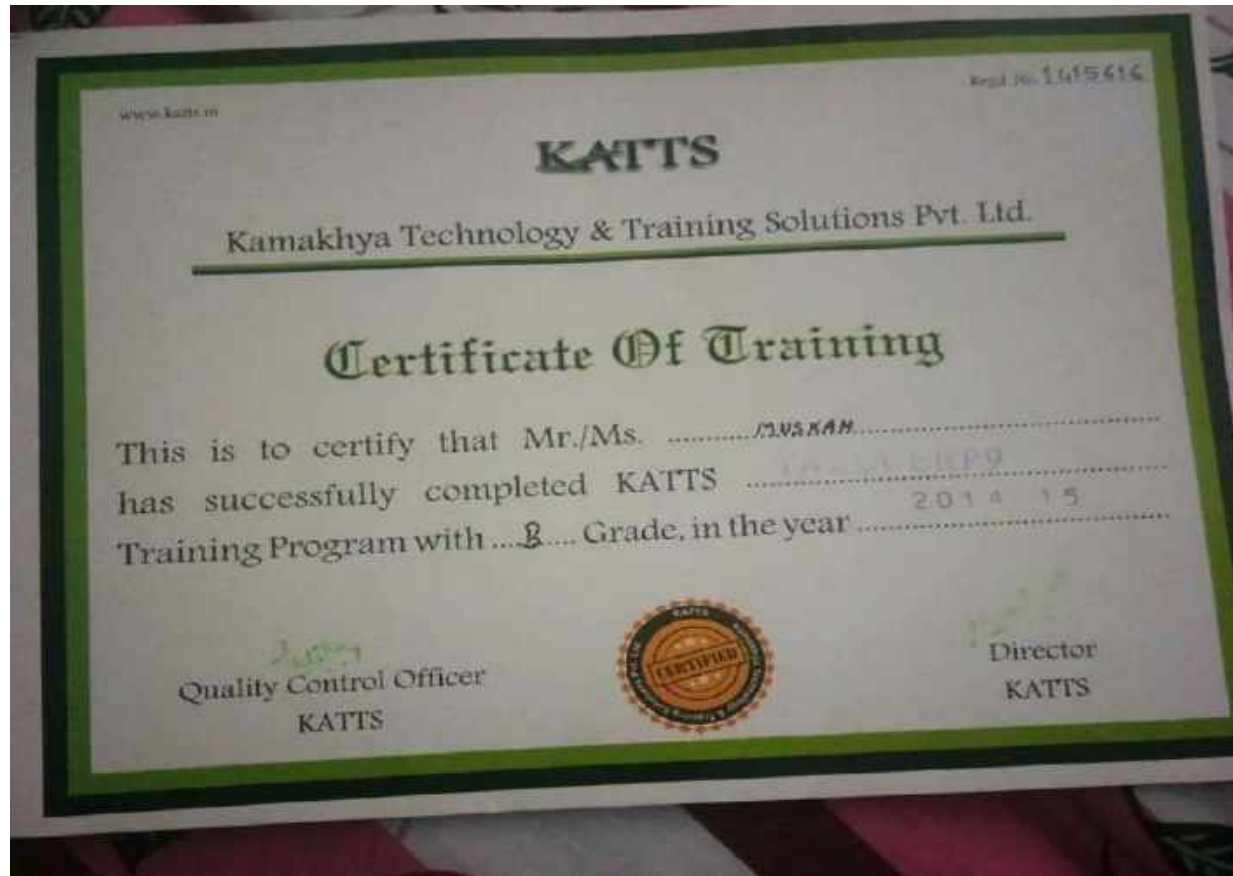 www.katts.in
Regd. No. 1415616
KATTS
Kamakhya Technology & Training Solutions Pvt. Ltd.
Certificate Of Training
This is to certify that Mr./Ms. ..........MUSKAN..........
has successfully completed KATTS ..........
Training Program with ....B.... Grade, in the year .......... 2014 15
Quality Control Officer
KATTS
CERTIFIED
KATTS
Director
KATTS